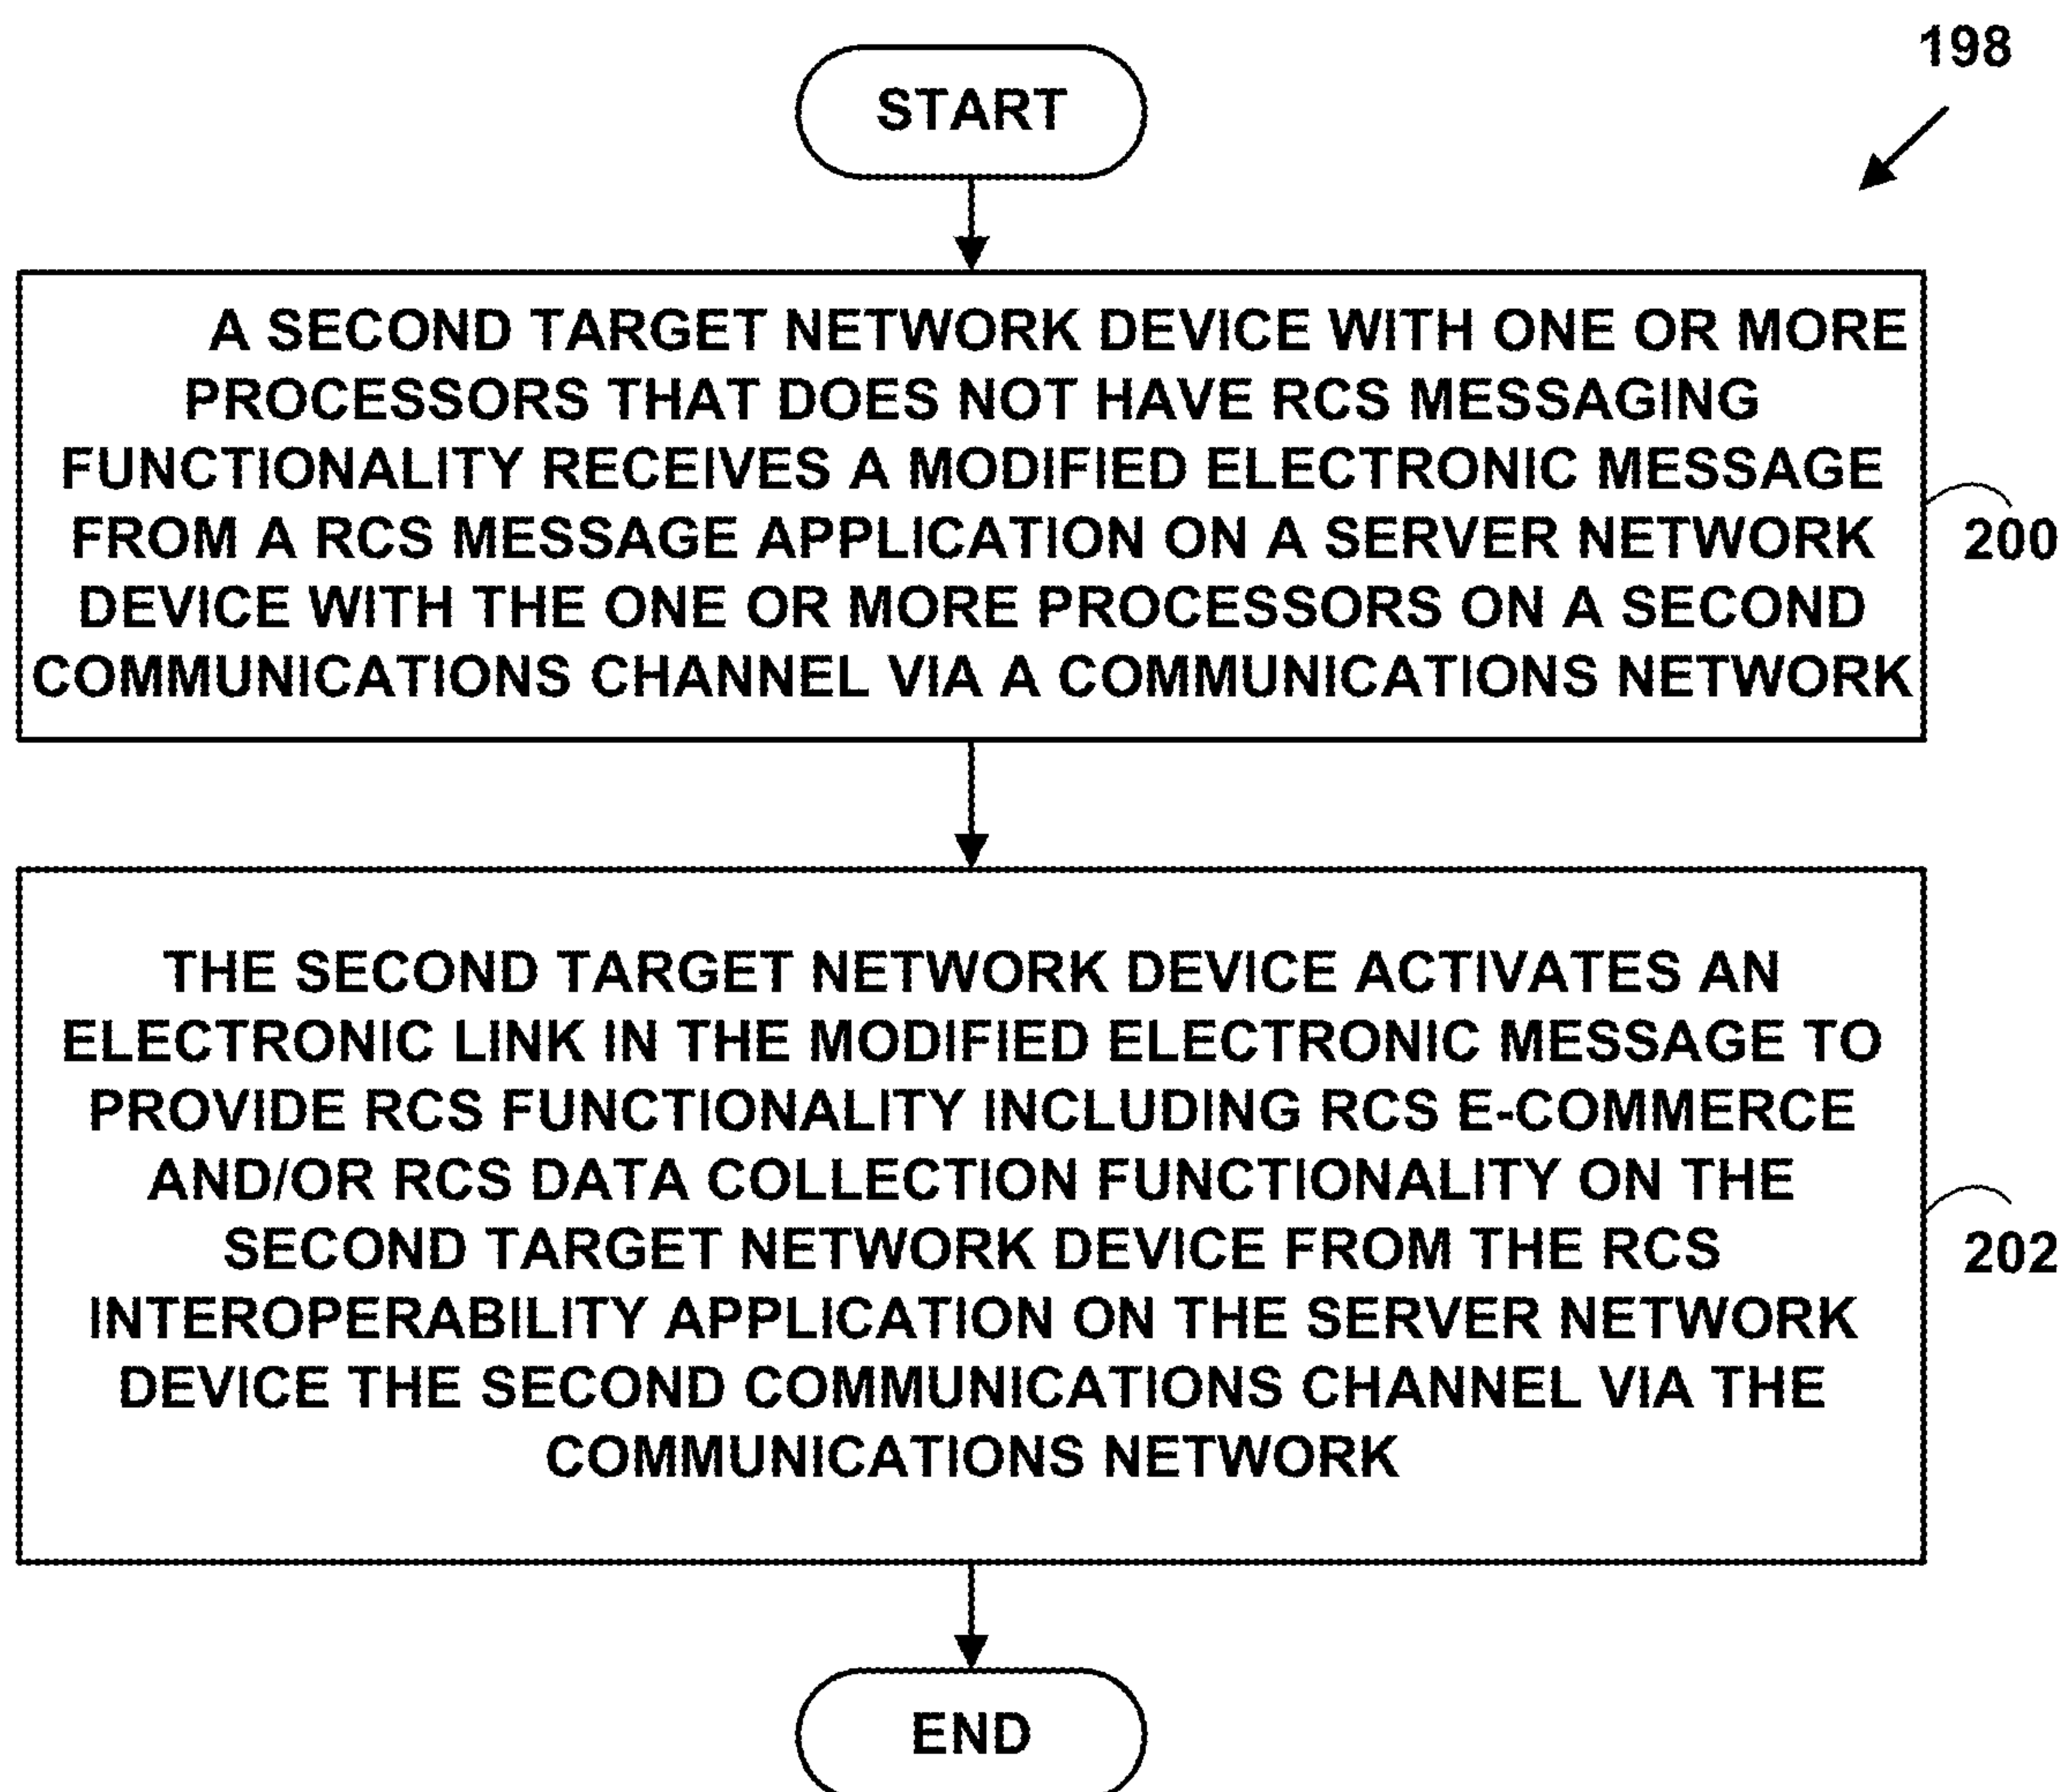 198
START
A SECOND TARGET NETWORK DEVICE WITH ONE OR MORE
PROCESSORS THAT DOES NOT HAVE RCS MESSAGING
FUNCTIONALITY RECEIVES A MODIFIED ELECTRONIC MESSAGE
FROM A RCS MESSAGE APPLICATION ON A SERVER NETWORK
DEVICE WITH THE ONE OR MORE PROCESSORS ON A SECOND
COMMUNICATIONS CHANNEL VIA A COMMUNICATIONS NETWORK
200
THE SECOND TARGET NETWORK DEVICE ACTIVATES AN
ELECTRONIC LINK IN THE MODIFIED ELECTRONIC MESSAGE TO
PROVIDE RCS FUNCTIONALITY INCLUDING RCS E-COMMERCE
AND/OR RCS DATA COLLECTION FUNCTIONALITY ON THE
SECOND TARGET NETWORK DEVICE FROM THE RCS
INTEROPERABILITY APPLICATION ON THE SERVER NETWORK
DEVICE THE SECOND COMMUNICATIONS CHANNEL VIA THE
COMMUNICATIONS NETWORK
202
END